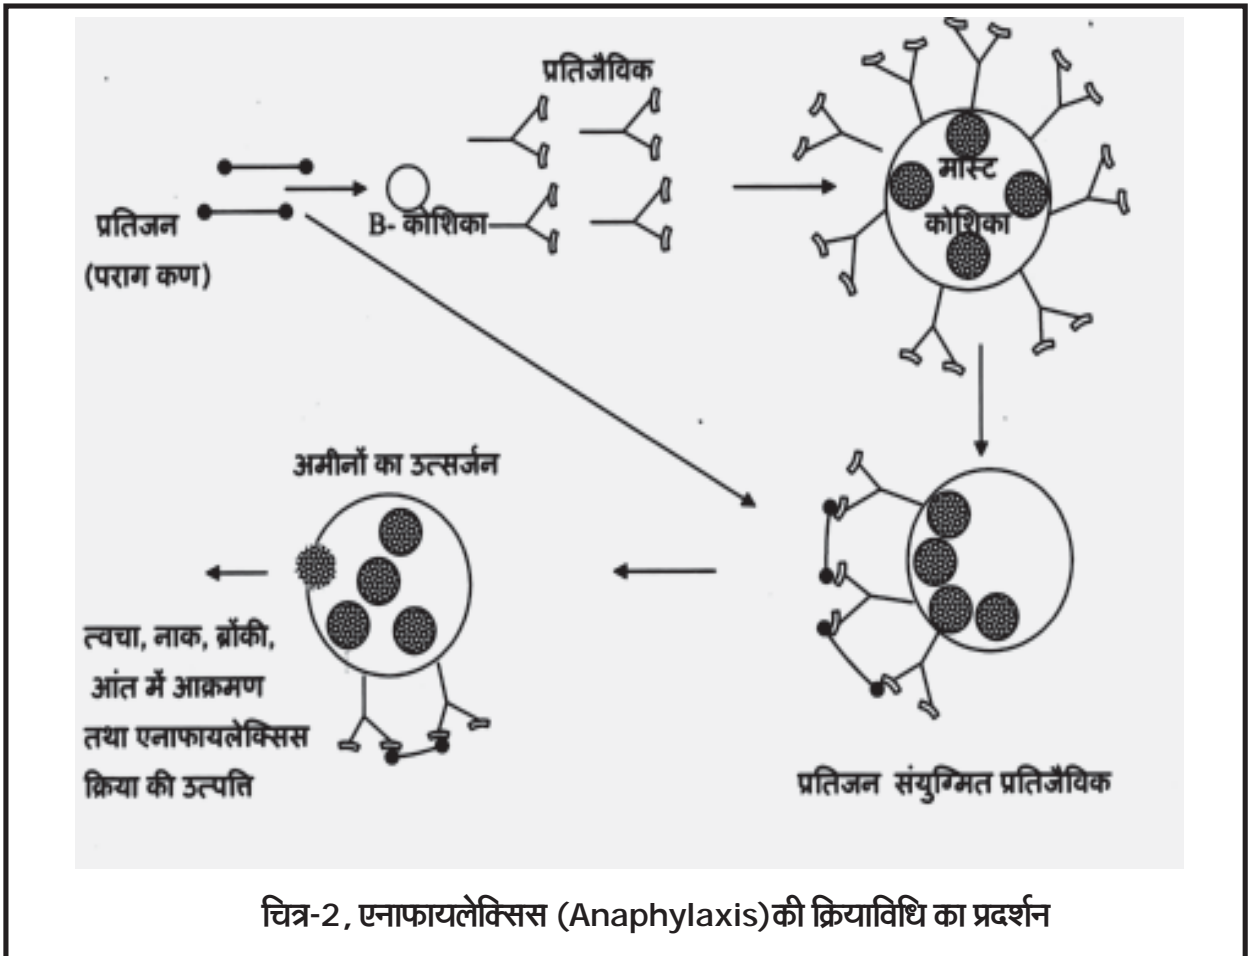 प्रतिजैविक
प्रतिजन
(पराग कण)
B- कोशिका
मास्ट
कोशिका
अमीनों का उत्सर्जन
त्वचा, नाक, ब्रोंकी,
आंत में आक्रमण
तथा एनाफायलेक्सिस
क्रिया की उत्पत्ति
प्रतिजन संयुग्मित प्रतिजैविक
चित्र-2, एनाफायलेक्सिस (Anaphylaxis) की क्रियाविधि का प्रदर्शन